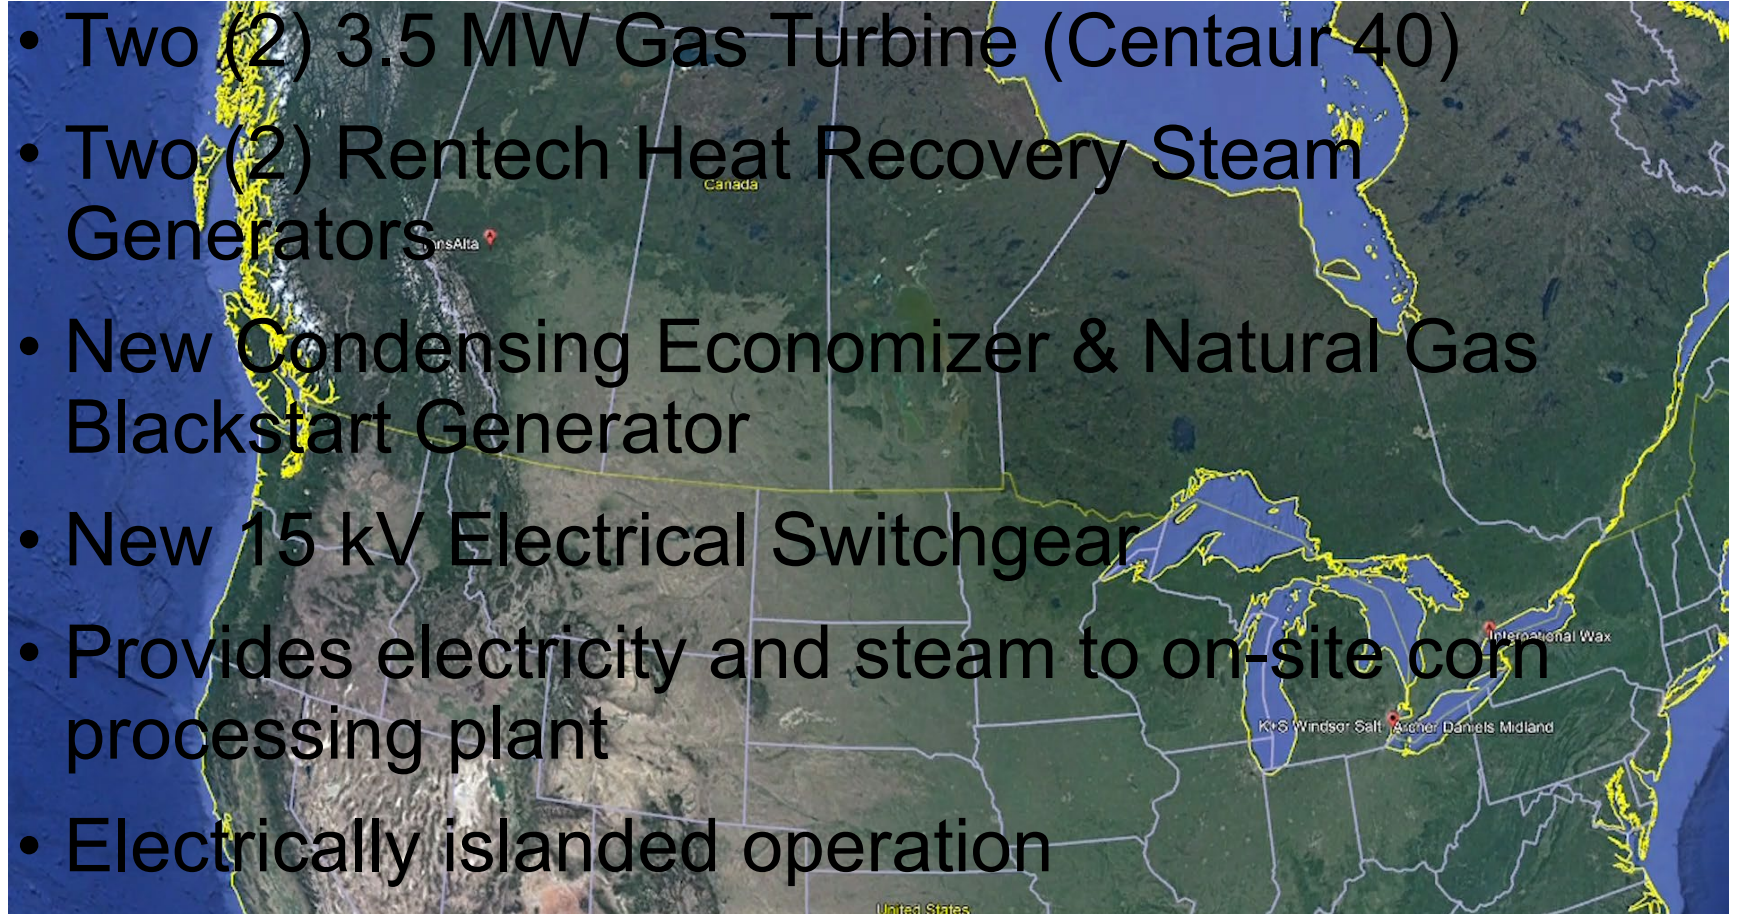 • Two (2) 3.5 MW Gas Turbine (Centaur 40)
• Two (2) Rentech Heat Recovery Steam
Generators
• New Condensing Economizer & Natural Gas
Blackstart Generator
• New 15 kV Electrical Switchgear
• Provides electricity and steam to on-site corn
processing plant
• Electrically islanded operation
Canada
TransAlta
International Wax
K+S Windsor Salt
Archer Daniels Midland
United States